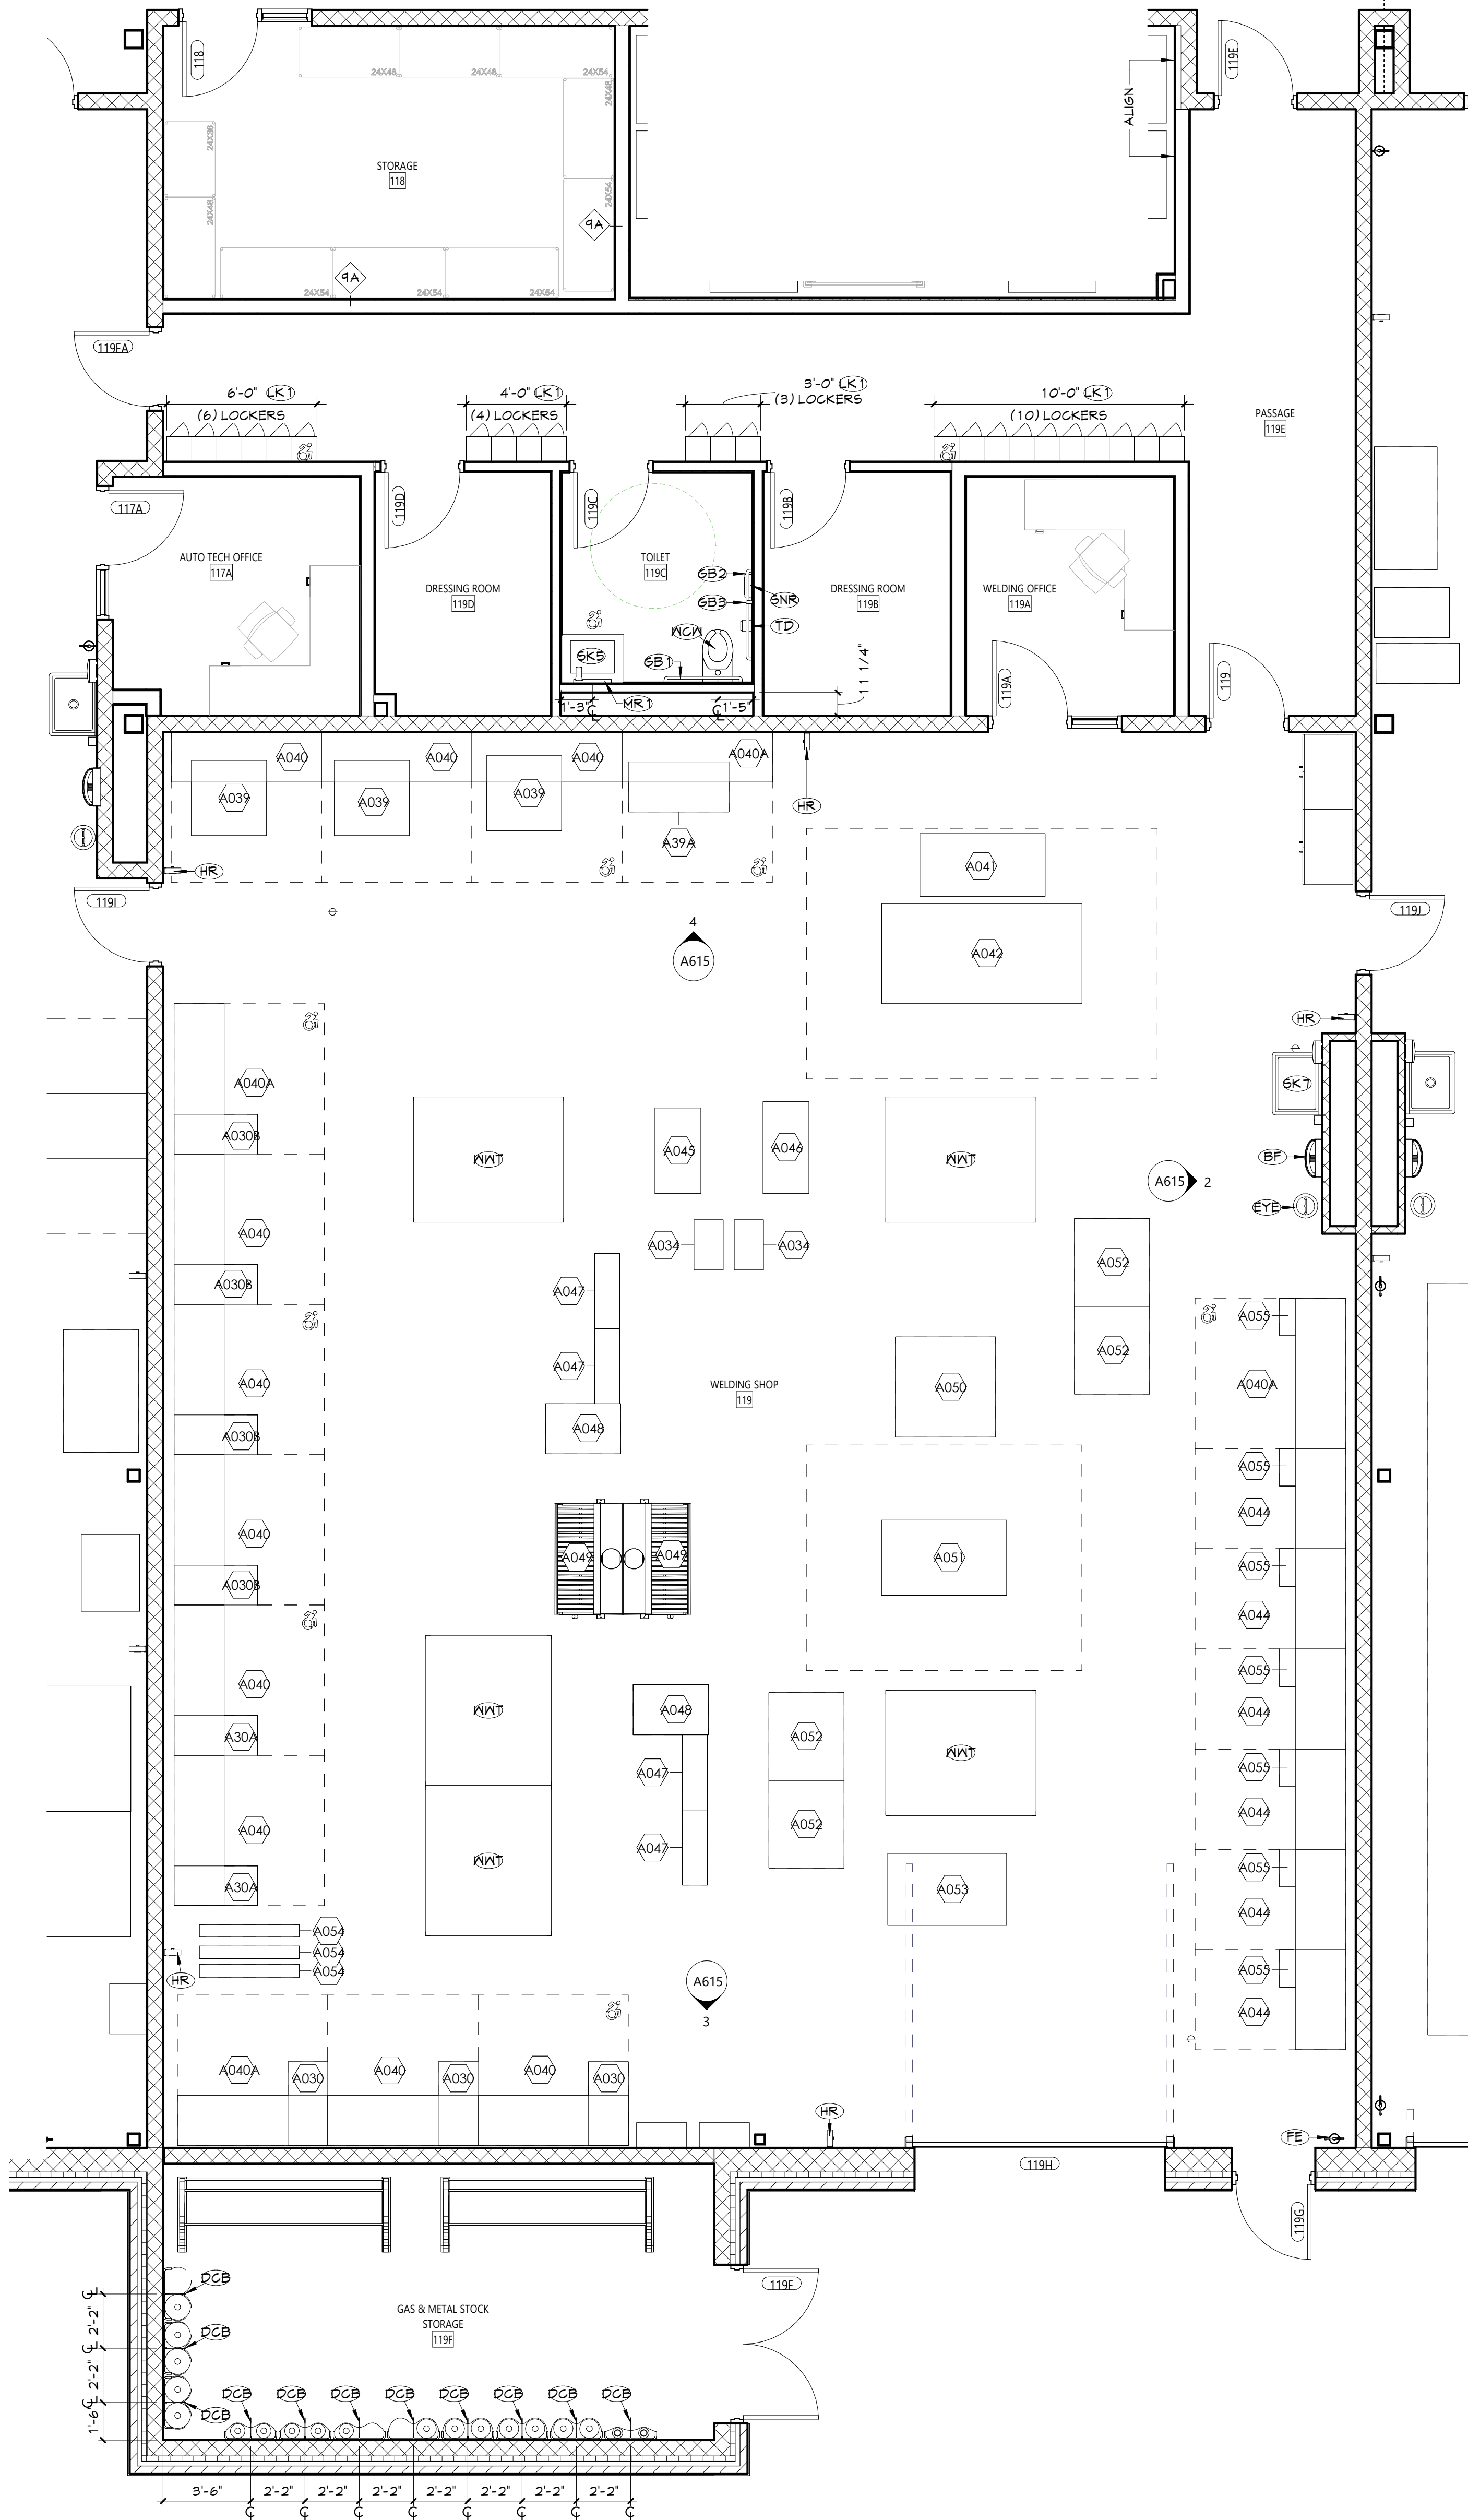 118
119E
24X48
24X48
24X54
24X48
ALIGN
24X36
STORAGE
118
24X54
24X48
9A
9A
24X54
24X54
24X54
119EA
6'-0" LK1
(6) LOCKERS
4'-0" LK1
(4) LOCKERS
3'-0" LK1
(3) LOCKERS
10'-0" LK1
(10) LOCKERS
PASSAGE
119E
117A
119D
119C
119B
AUTO TECH OFFICE
117A
TOILET
119C
DRESSING ROOM
119D
DRESSING ROOM
119B
WELDING OFFICE
119A
GB2
GB3
SNR
TD
WCW
SK5
GB1
MR1
1'-3"
1'-5"
11 1/4"
119A
119
A040
A040
A040
A040A
A039
A039
A039
A39A
HR
HR
119I
A041
119J
4
A615
A042
HR
A040A
SK7
A030B
WWT
A045
A046
WWT
BF
A615
2
EYE
A040
A034
A034
A030B
A047
A052
A055
A047
A052
A040
WELDING SHOP
119
A050
A040A
A030B
A048
A055
A040
A044
A049
A049
A051
A055
A030B
A044
A040
A055
WWT
A048
A052
A044
A30A
WWT
A047
A055
A040
A052
A044
A047
WWT
A30A
A053
A055
A054
A054
A054
A044
HR
A615
3
A055
A044
A040A
A030
A040
A030
A040
A030
HR
FE
119H
119G
DCB
119F
GAS & METAL STOCK
STORAGE
119F
2'-2"
DCB
2'-2"
DCB
1'-6"
DCB
DCB
DCB
DCB
DCB
DCB
DCB
DCB
3'-6"
2'-2"
2'-2"
2'-2"
2'-2"
2'-2"
2'-2"
2'-2"